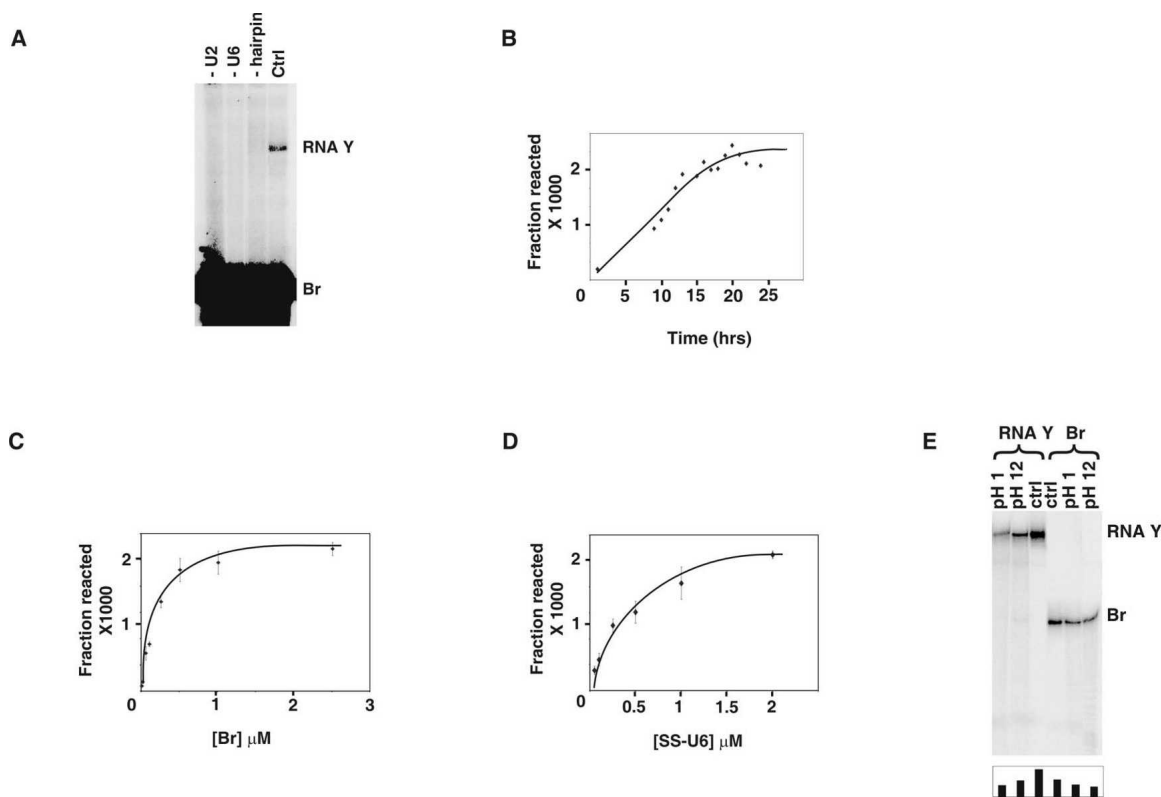 A
- U2
- U6
- hairpin
Ctrl
RNA Y
Br
B
Fraction reacted
X 1000
2
1
0
5
10
15
20
25
Time (hrs)
C
Fraction reacted
X1000
2
1
0
1
2
3
[Br] μM
D
Fraction reacted
X 1000
2
1
0
0.5
1
1.5
2
[SS-U6] μM
E
RNA Y Br
pH 1
pH 12
ctrl
ctrl
pH 1
pH 12
RNA Y
Br